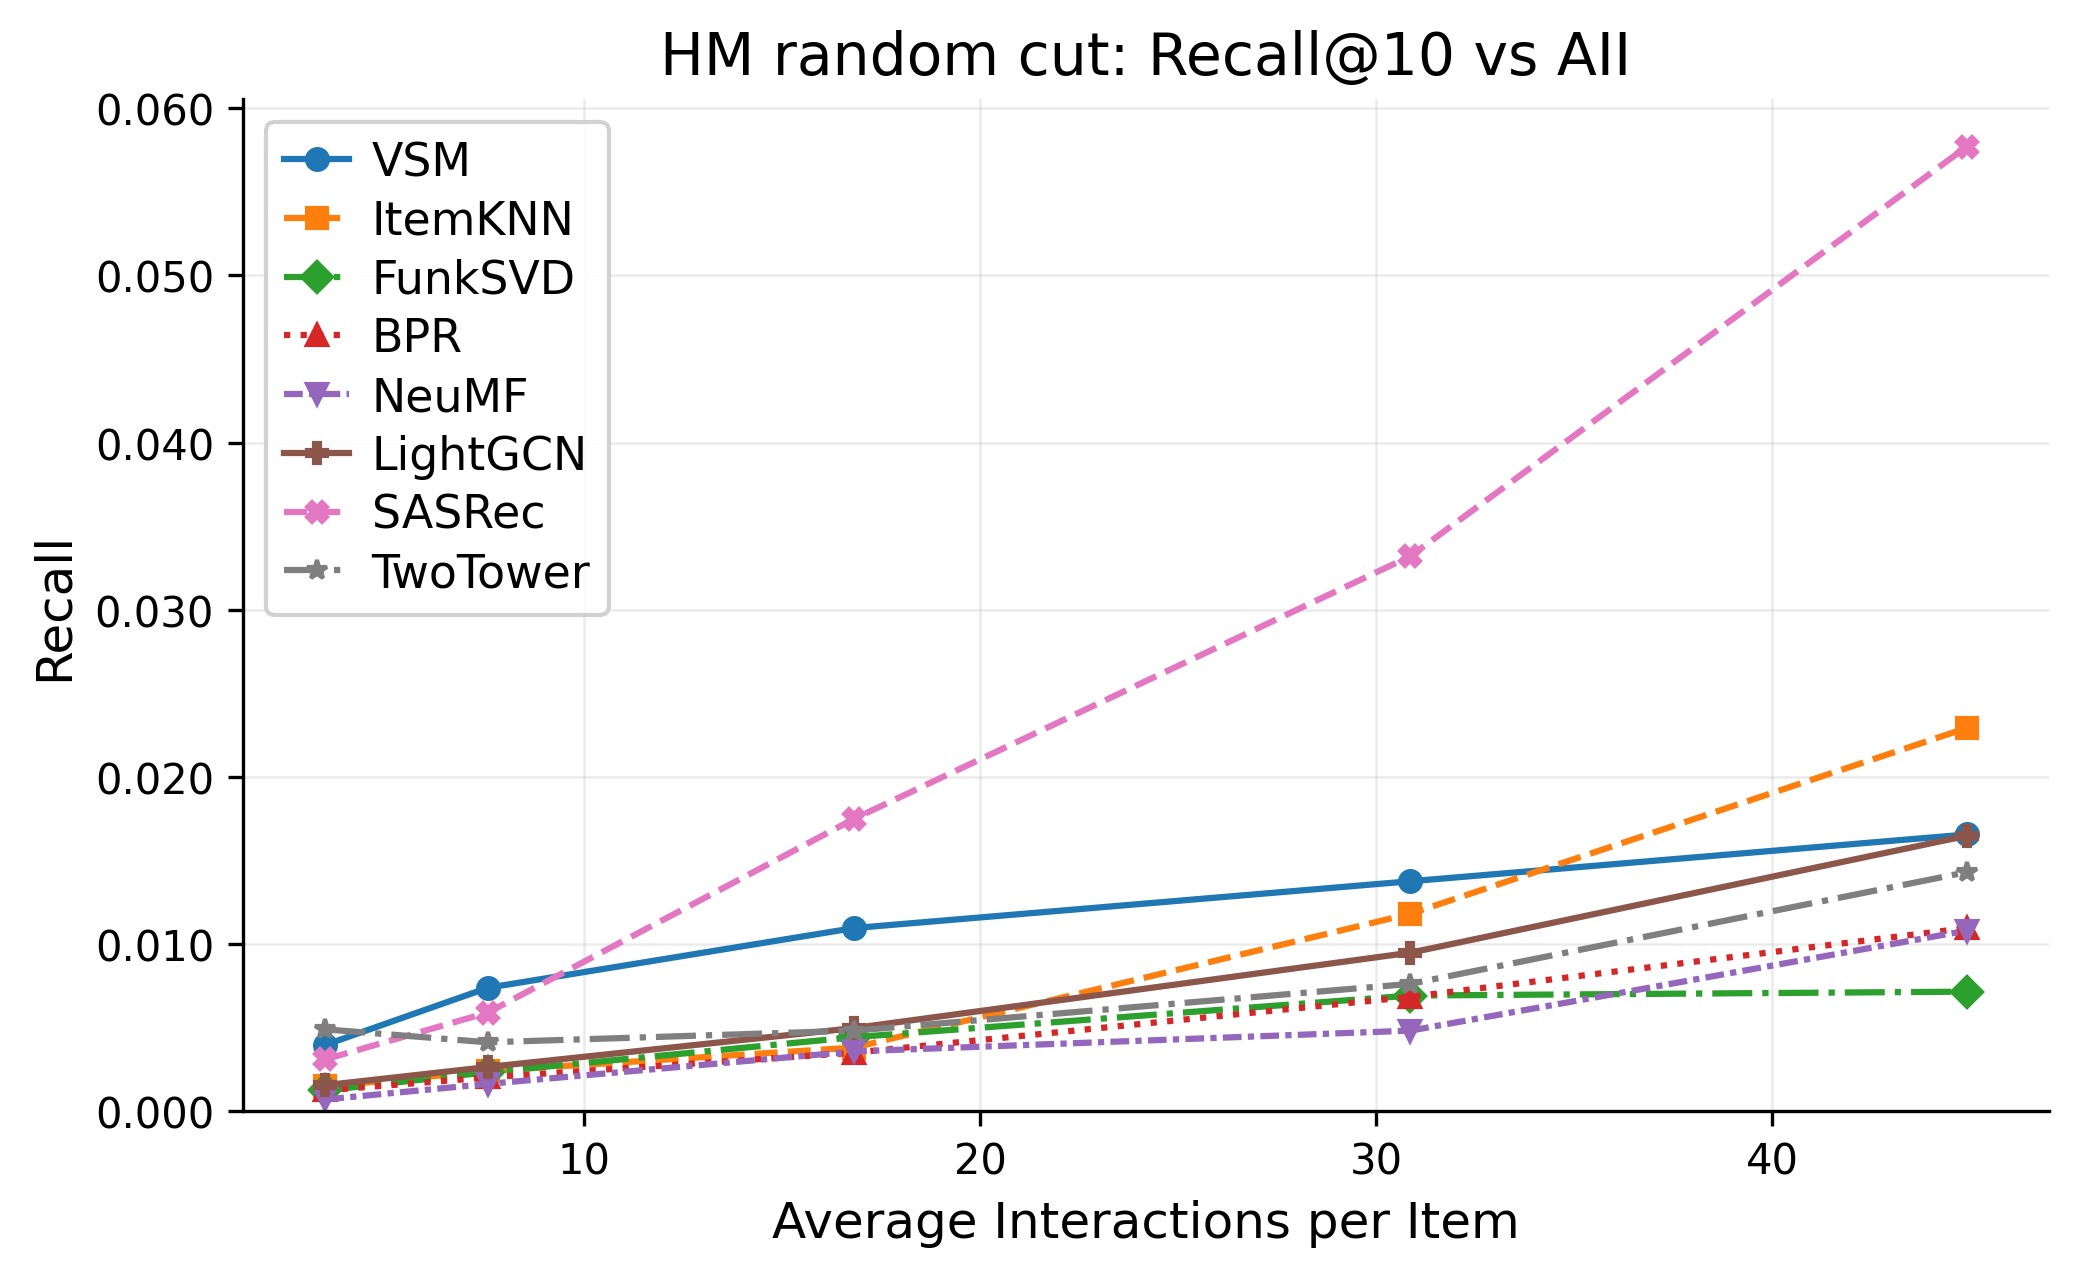 HM random cut: Recall@10 vs AII
0.060
0.050
0.040
0.030
0.020
0.010
0.000
Recall
VSM
ItemKNN
FunkSVD
BPR
NeuMF
LightGCN
SASRec
TwoTower
10
20
30
40
Average Interactions per Item